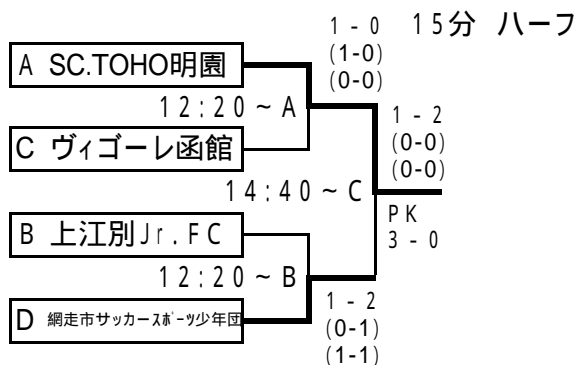 1-0 15分 ハーフ
(1-0)
(0-0)
A SC.TOHO明園
12:20～A
C ヴィゴーレ函館
1-2
(0-0)
(0-0)
14:40～C
PK
3-0
B 上江別Jr.FC
12:20～B
D 網走市サッカースポーツ少年団
1-2
(0-1)
(1-1)